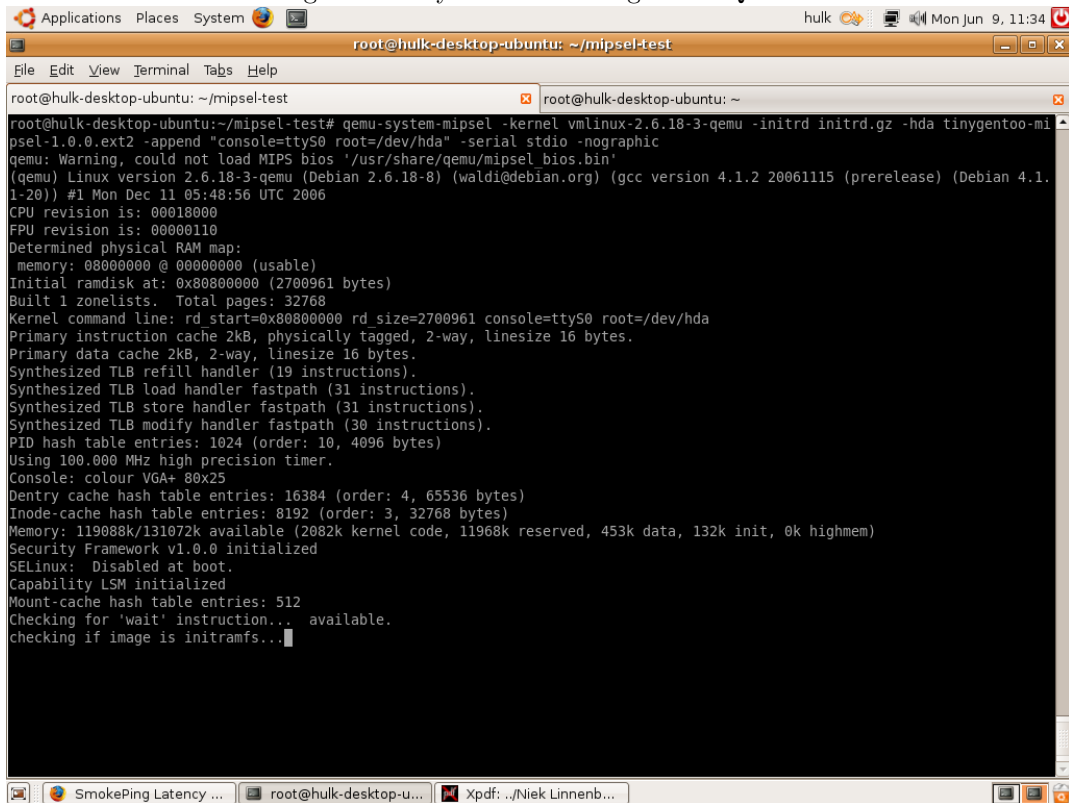 Applications Places System hulk Mon Jun 9, 11:34
root@hulk-desktop-ubuntu: ~/mipsel-test
File Edit View Terminal Tabs Help
root@hulk-desktop-ubuntu: ~/mipsel-test root@hulk-desktop-ubuntu: ~
root@hulk-desktop-ubuntu:~/mipsel-test# qemu-system-mipsel -kernel vmlinux-2.6.18-3-qemu -initrd initrd.gz -hda tinygentoo-mi
psel-1.0.0.ext2 -append "console=ttyS0 root=/dev/hda" -serial stdio -nographic
qemu: Warning, could not load MIPS bios '/usr/share/qemu/mipsel_bios.bin'
(qemu) Linux version 2.6.18-3-qemu (Debian 2.6.18-8) (waldi@debian.org) (gcc version 4.1.2 20061115 (prerelease) (Debian 4.1.
1-20)) #1 Mon Dec 11 05:48:56 UTC 2006
CPU revision is: 00018000
FPU revision is: 00000110
Determined physical RAM map:
memory: 08000000 @ 00000000 (usable)
Initial ramdisk at: 0x80800000 (2700961 bytes)
Built 1 zonelists.  Total pages: 32768
Kernel command line: rd_start=0x80800000 rd_size=2700961 console=ttyS0 root=/dev/hda
Primary instruction cache 2kB, physically tagged, 2-way, linesize 16 bytes.
Primary data cache 2kB, 2-way, linesize 16 bytes.
Synthesized TLB refill handler (19 instructions).
Synthesized TLB load handler fastpath (31 instructions).
Synthesized TLB store handler fastpath (31 instructions).
Synthesized TLB modify handler fastpath (30 instructions).
PID hash table entries: 1024 (order: 10, 4096 bytes)
Using 100.000 MHz high precision timer.
Console: colour VGA+ 80x25
Dentry cache hash table entries: 16384 (order: 4, 65536 bytes)
Inode-cache hash table entries: 8192 (order: 3, 32768 bytes)
Memory: 119088k/131072k available (2082k kernel code, 11968k reserved, 453k data, 132k init, 0k highmem)
Security Framework v1.0.0 initialized
SELinux:  Disabled at boot.
Capability LSM initialized
Mount-cache hash table entries: 512
Checking for 'wait' instruction...  available.
checking if image is initramfs...
SmokePing Latency ... root@hulk-desktop-u... Xpdf: ../Niek Linnenb...